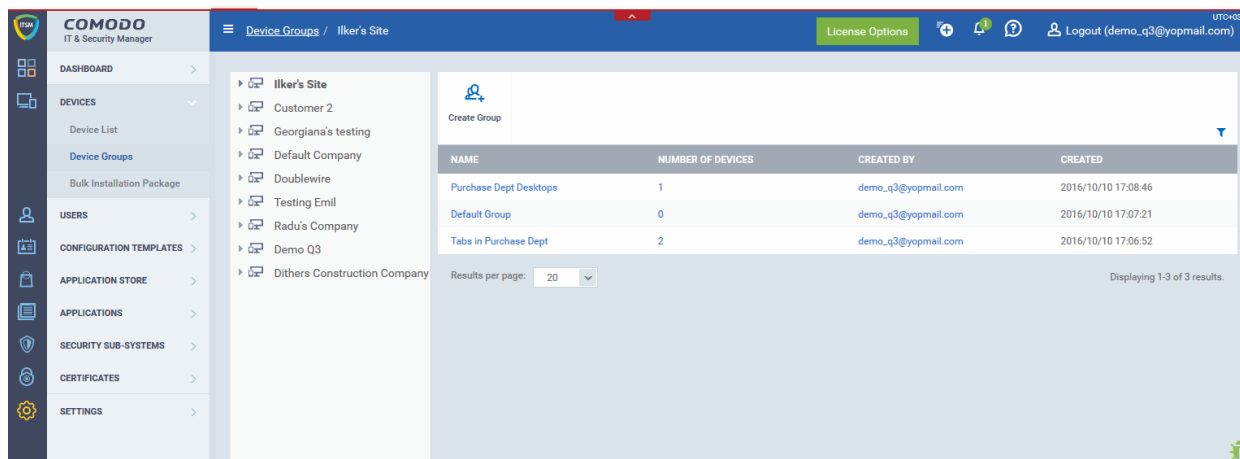 ITSM
COMODO
IT & Security Manager
Device Groups / Ilker's Site
License Options
1
UTC+03
Logout (demo_q3@yopmail.com)
DASHBOARD
DEVICES
Device List
Device Groups
Bulk Installation Package
USERS
CONFIGURATION TEMPLATES
APPLICATION STORE
APPLICATIONS
SECURITY SUB-SYSTEMS
CERTIFICATES
SETTINGS
Ilker's Site
Customer 2
Georgiana's testing
Default Company
Doublewire
Testing Emil
Radu's Company
Demo Q3
Dithers Construction Company
Create Group
NAME NUMBER OF DEVICES CREATED BY CREATED
Purchase Dept Desktops 1 demo_q3@yopmail.com 2016/10/10 17:08:46
Default Group 0 demo_q3@yopmail.com 2016/10/10 17:07:21
Tabs in Purchase Dept 2 demo_q3@yopmail.com 2016/10/10 17:06:52
Results per page: 20 Displaying 1-3 of 3 results.